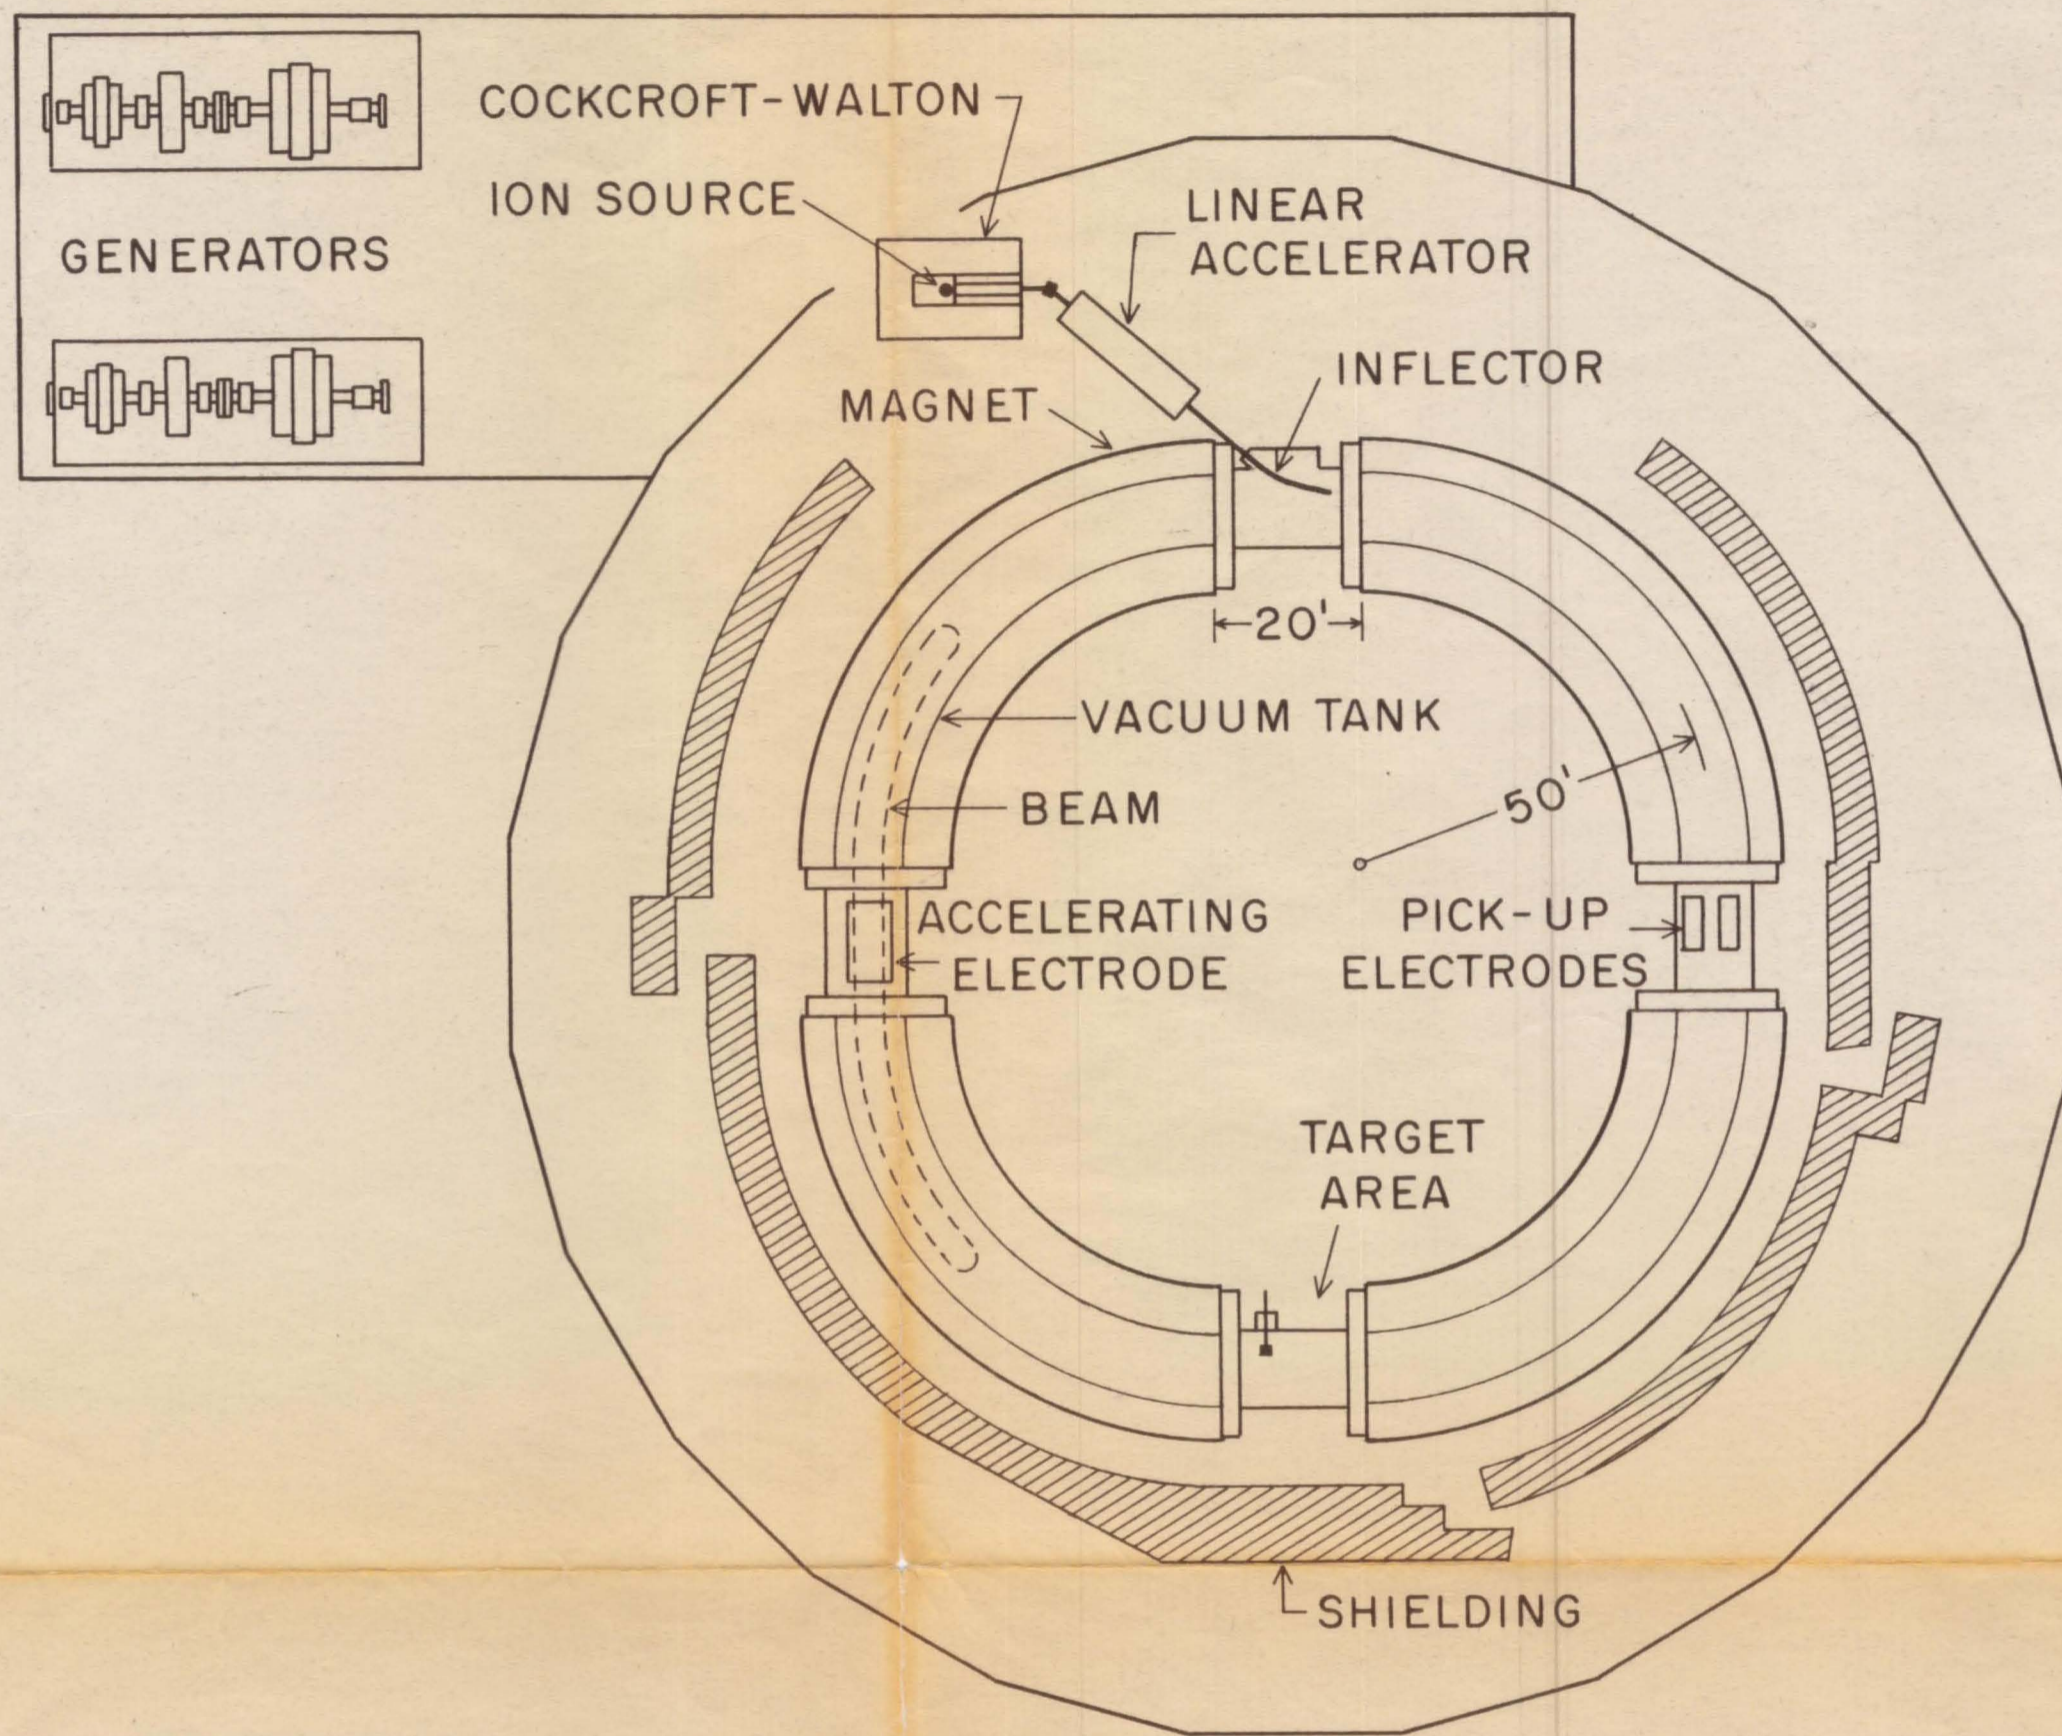 COCKCROFT-WALTON
ION SOURCE
GENERATORS
LINEAR
ACCELERATOR
INFLECTOR
MAGNET
20'
VACUUM TANK
BEAM
50'
ACCELERATING
ELECTRODE
PICK-UP
ELECTRODES
TARGET
AREA
SHIELDING